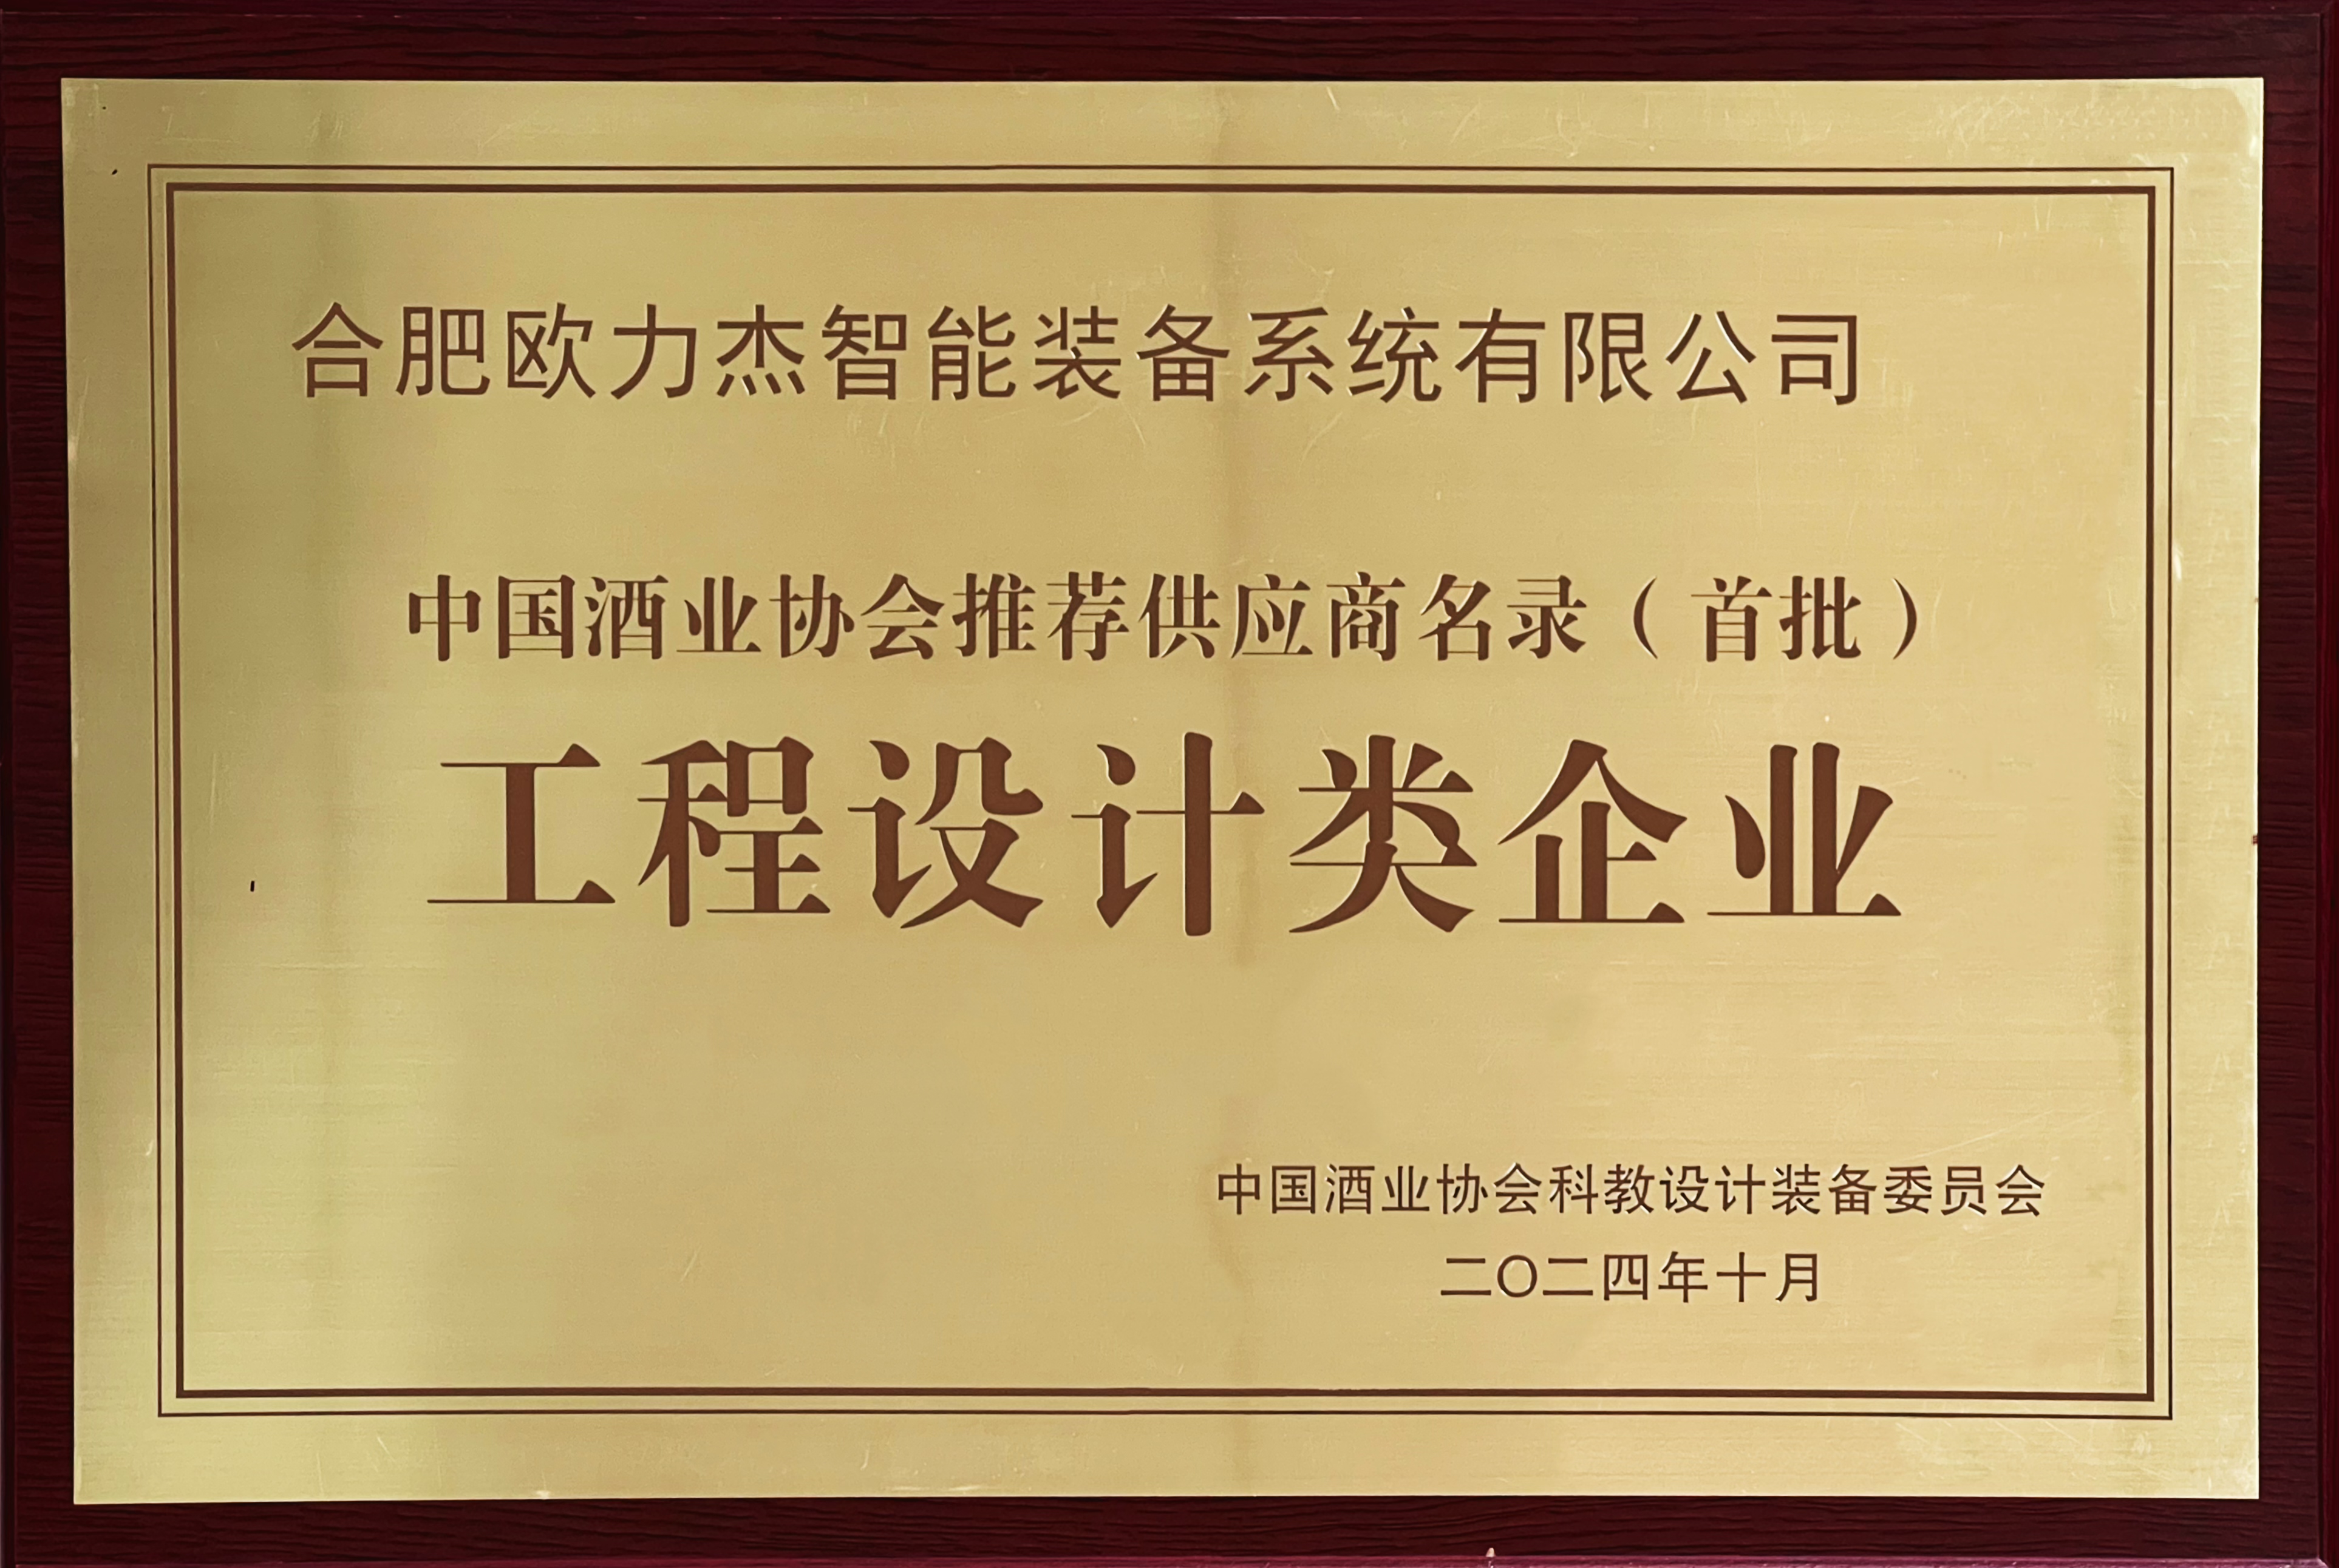 合肥欧力杰智能装备系统有限公司
中国酒业协会推荐供应商名录（首批）
工程设计类企业
中国酒业协会科教设计装备委员会
二〇二四年十月